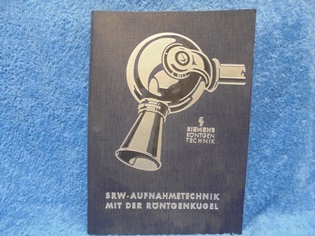 SIEMENS
RÖNTGEN
TECHNIK
SRW-AUFNAHMETECHNIK
MIT DER RÖNTGENKUGEL